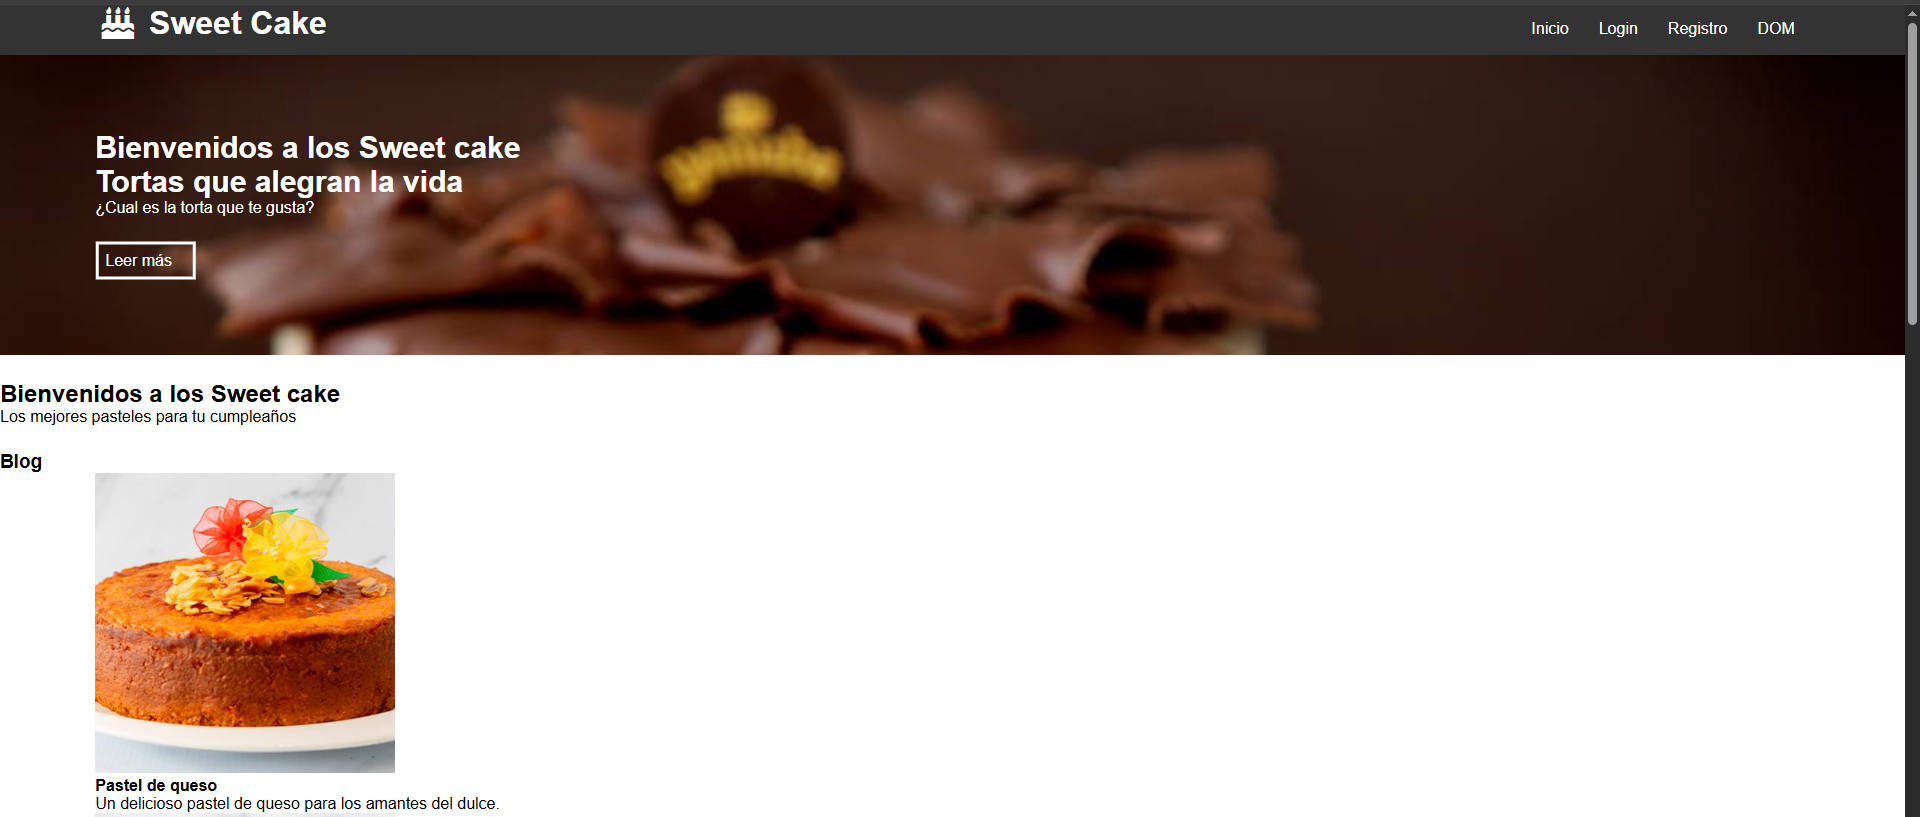 Sweet Cake
Inicio Login Registro DOM
Bienvenidos a los Sweet cake
Tortas que alegran la vida
¿Cual es la torta que te gusta?
Leer más
Bienvenidos a los Sweet cake
Los mejores pasteles para tu cumpleaños
Blog
Pastel de queso
Un delicioso pastel de queso para los amantes del dulce.